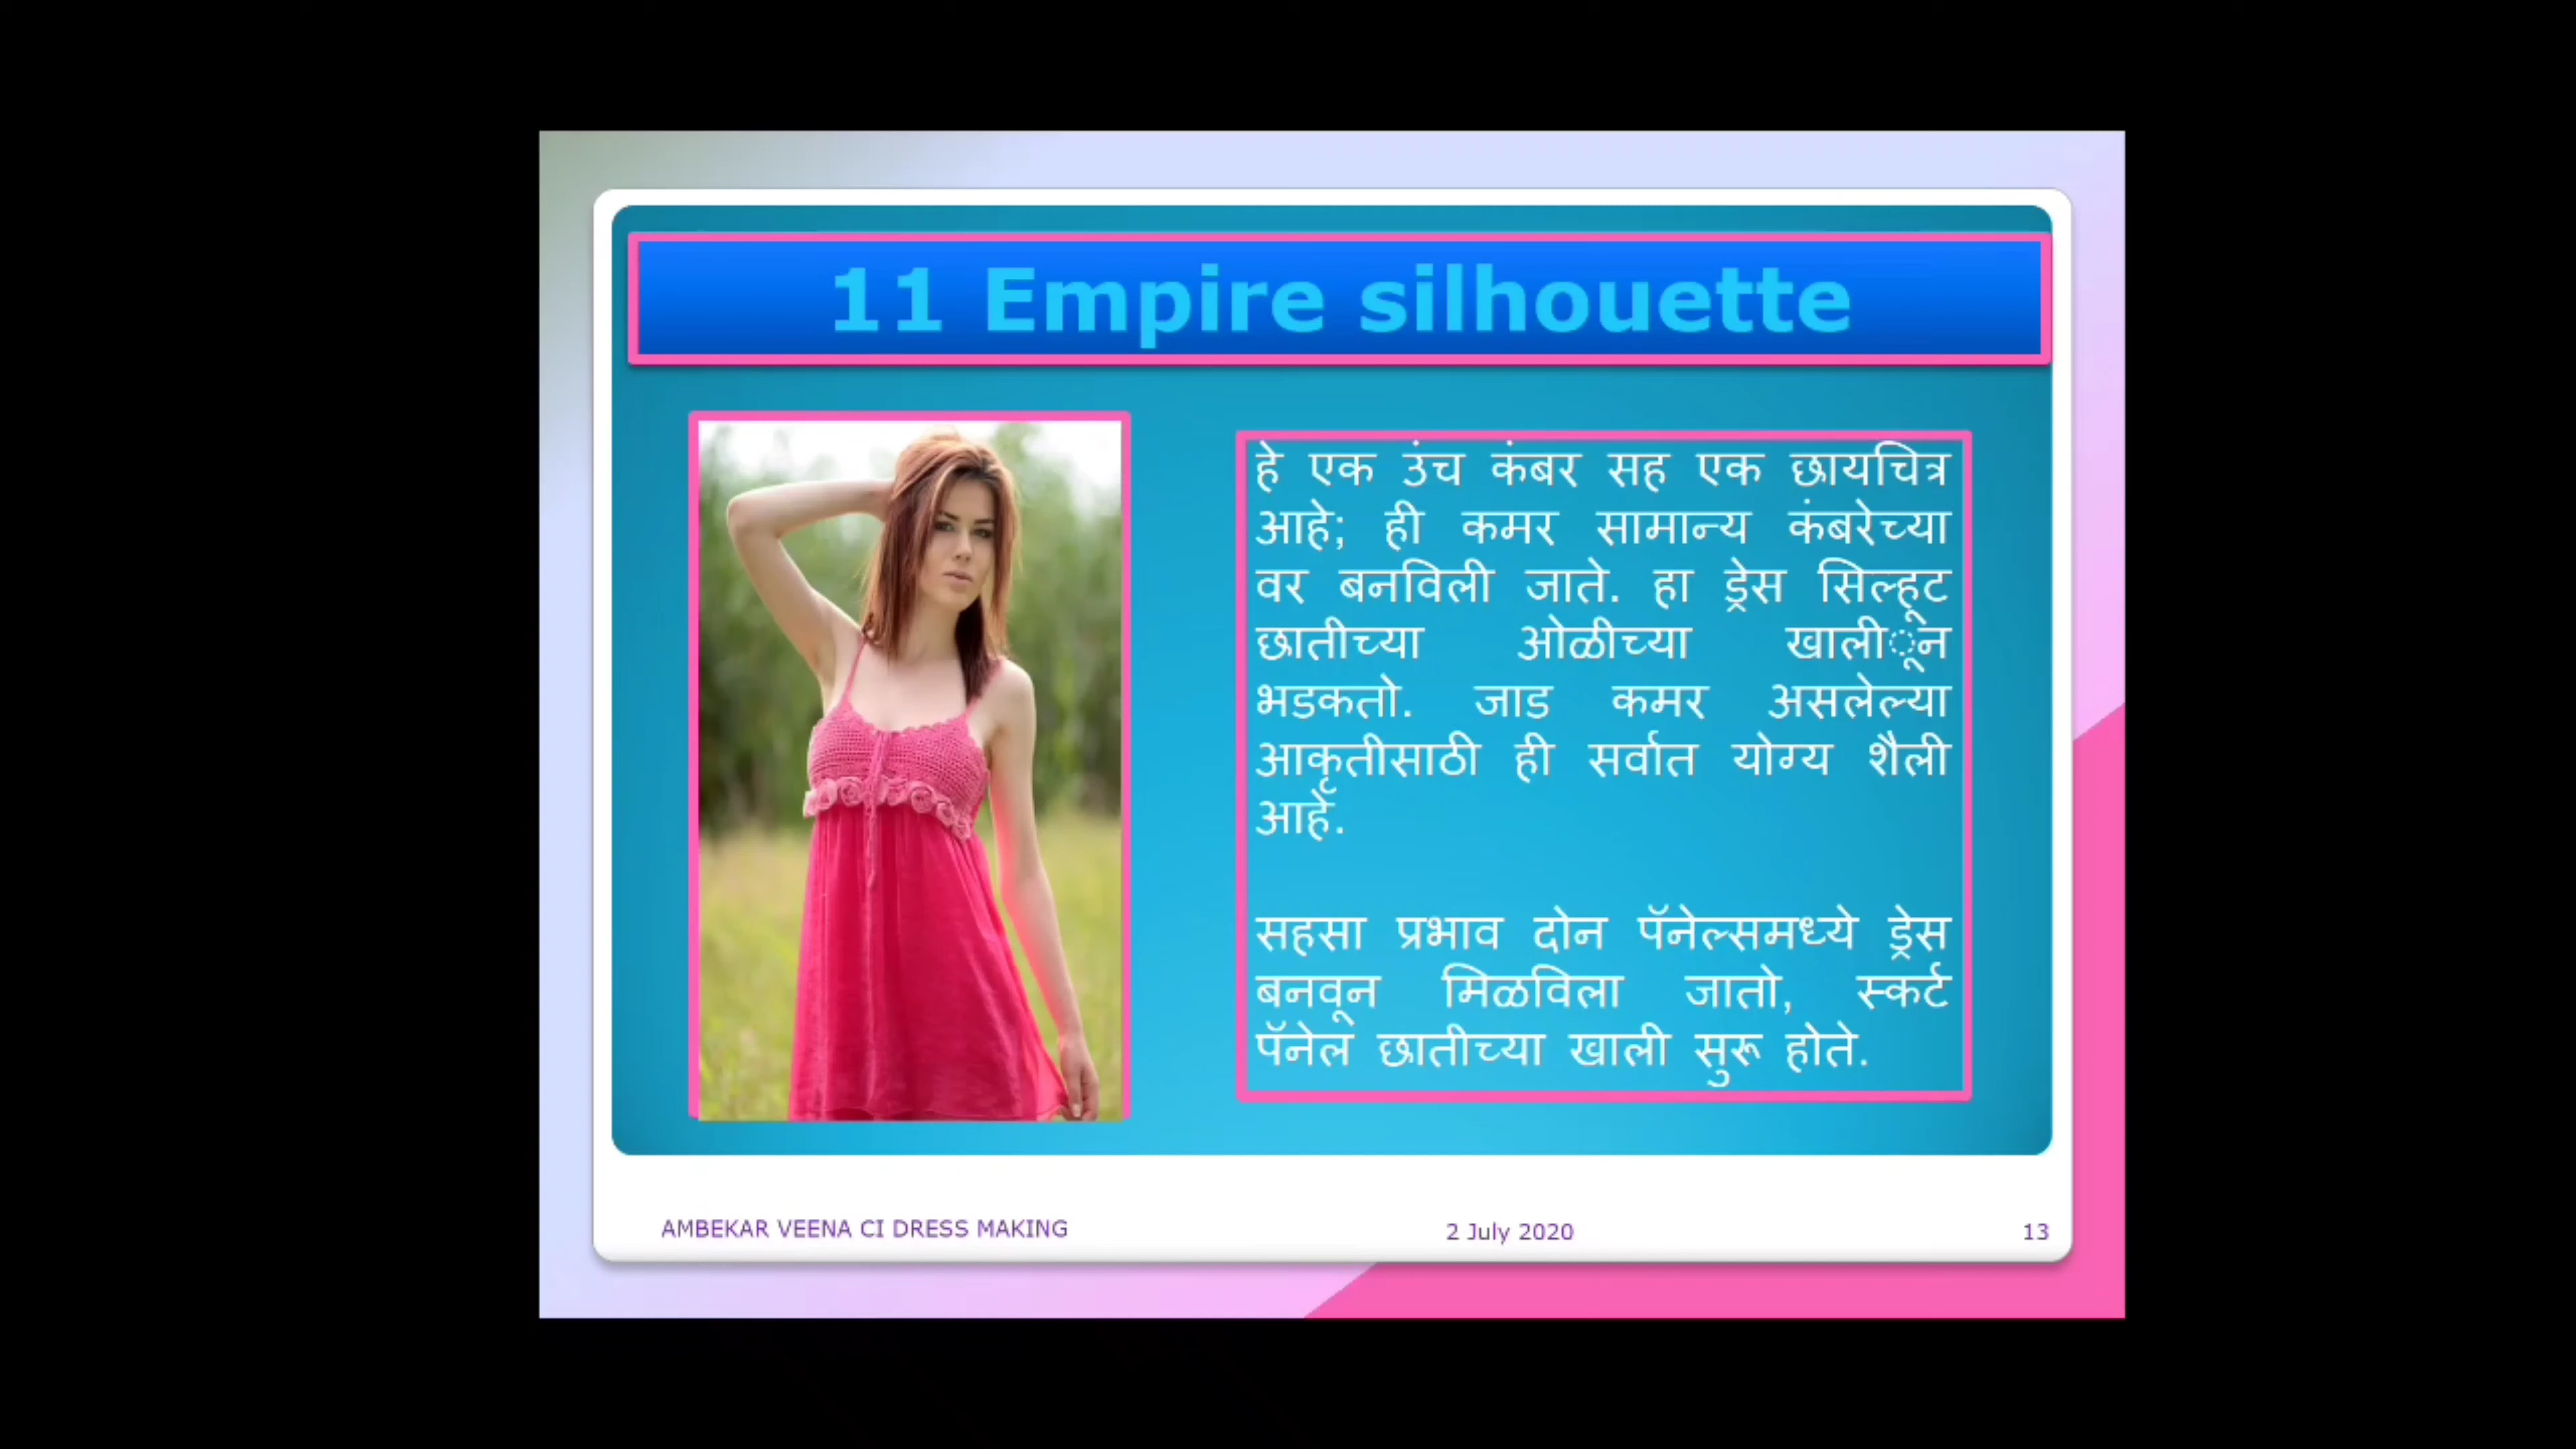 11 Empire silhouette
हे एक उंच कंबर सह एक छायचित्र
आहे; ही कमर सामान्य कंबरेच्या
वर बनविली जाते. हा ड्रेस सिल्हूट
छातीच्या ओळीच्या खालीून
भडकतो. जाड कमर असलेल्या
आकृतीसाठी ही सर्वात योग्य शैली
आहे.
सहसा प्रभाव दोन पॅनेल्समध्ये ड्रेस
बनवून मिळविला जातो, स्कर्ट
पॅनेल छातीच्या खाली सुरू होते.
AMBEKAR VEENA CI DRESS MAKING
2 July 2020
13